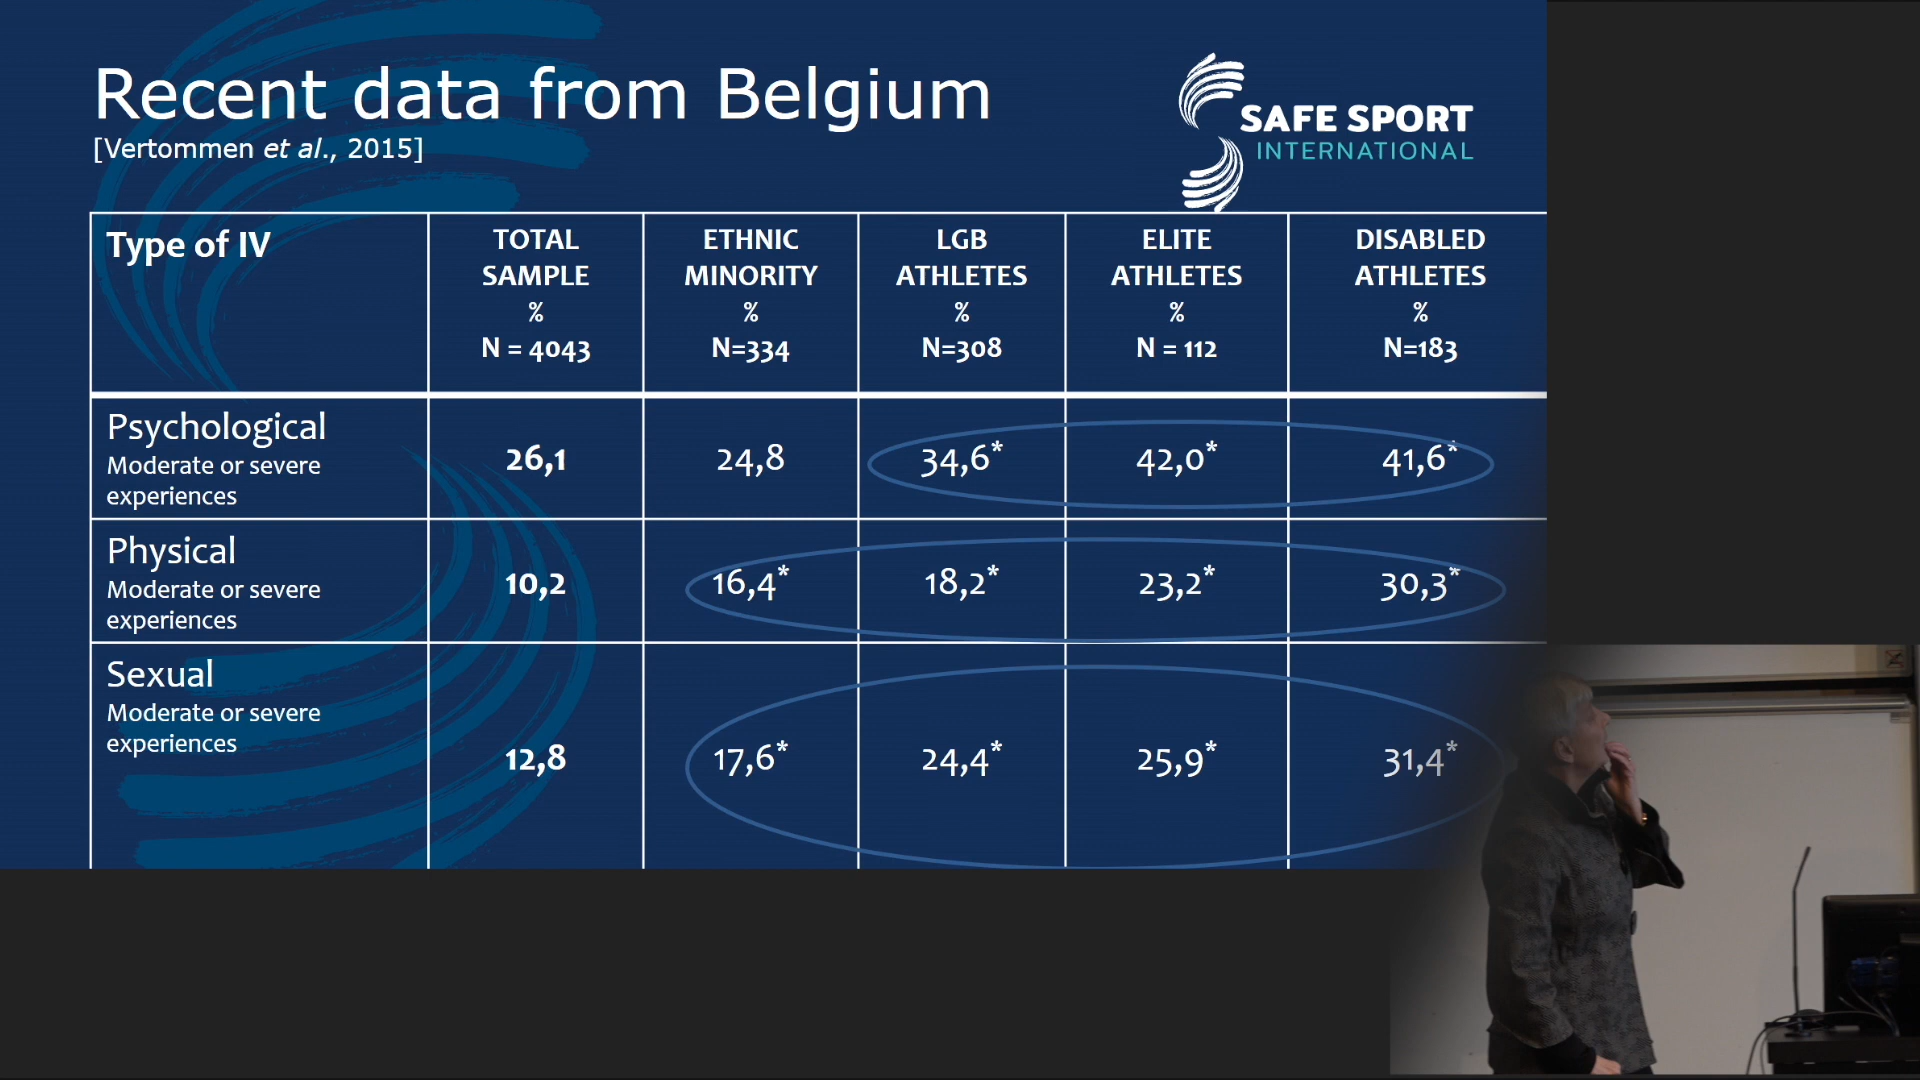 Recent data from Belgium
[Vertommen et al., 2015]
SAFE SPORT
INTERNATIONAL
Type of IV
TOTAL
SAMPLE
%
N = 4043
ETHNIC
MINORITY
%
N=334
LGB
ATHLETES
%
N=308
ELITE
ATHLETES
%
N = 112
DISABLED
ATHLETES
%
N=183
Psychological
Moderate or severe
experiences
26,1
24,8
34,6*
42,0*
41,6*
Physical
Moderate or severe
experiences
10,2
16,4*
18,2*
23,2*
30,3*
Sexual
Moderate or severe
experiences
12,8
17,6*
24,4*
25,9*
31,4*